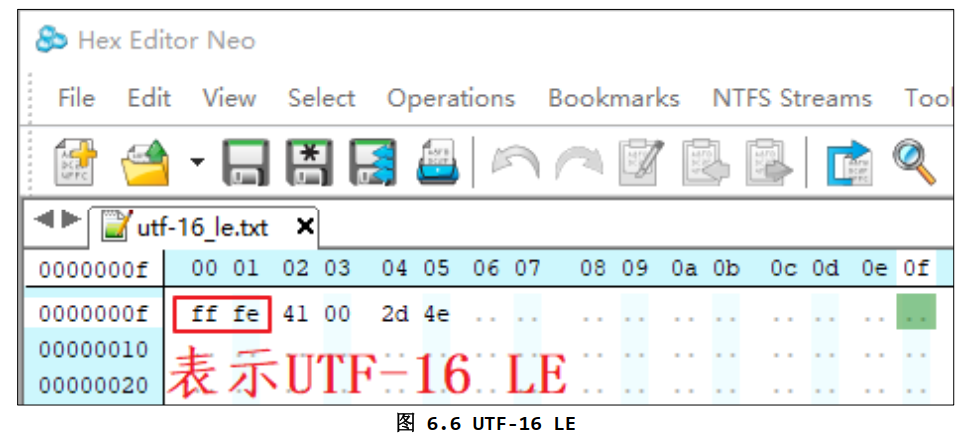 Hex Editor Neo
File Edit View Select Operations Bookmarks NTFS Streams Tool
utf-16_le.txt x
0000000f 00 01 02 03 04 05 06 07 08 09 0a 0b 0c 0d 0e 0f
0000000f ff fe 41 00 2d 4e .. .. .. .. .. .. .. .. .. ..
00000010
00000020
表示UTF-16 LE
图 6.6 UTF-16 LE